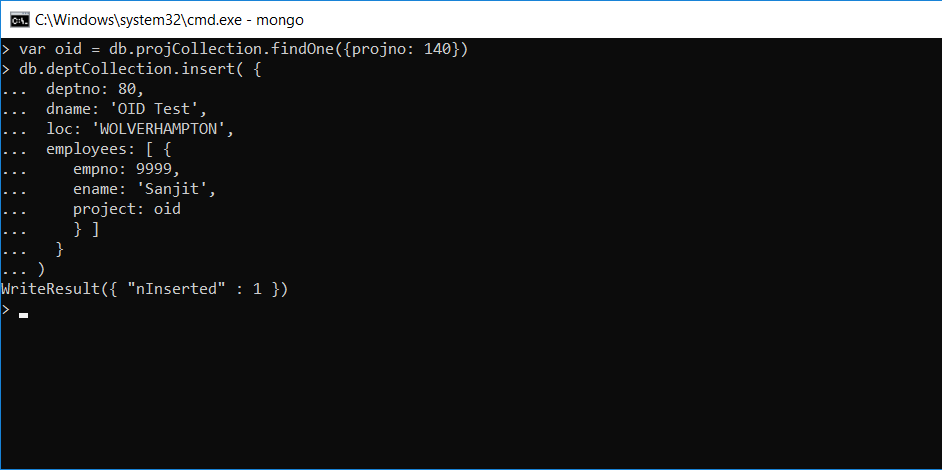 C:\Windows\system32\cmd.exe - mongo
> var oid = db.projCollection.findOne({projno: 140})
> db.deptCollection.insert( {
...  deptno: 80,
...  dname: 'OID Test',
...  loc: 'WOLVERHAMPTON',
...  employees: [ {
...     empno: 9999,
...     ename: 'Sanjit',
...     project: oid
...     } ]
...   }
... )
WriteResult({ "nInserted" : 1 })
>